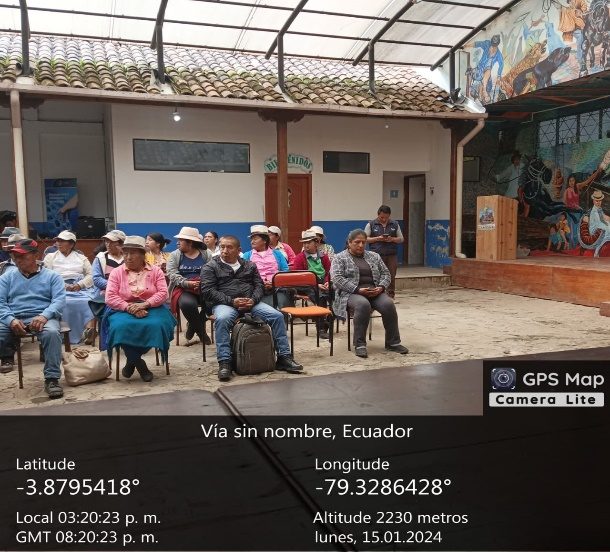 BIENVENIDOS
GPS Map
Camera Lite
Vía sin nombre, Ecuador
Latitude
-3.8795418°
Longitude
-79.3286428°
Local 03:20:23 p. m.
GMT 08:20:23 p. m.
Altitude 2230 metros
lunes, 15.01.2024